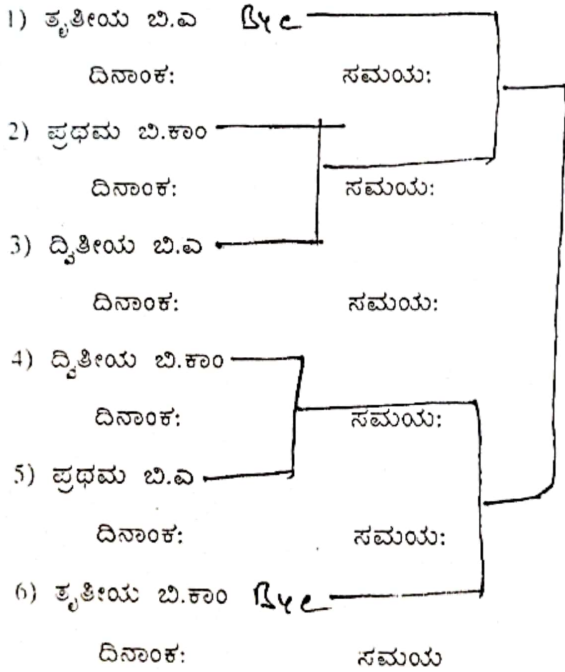 1) ತೃತೀಯ ಬಿ.ಎ Bye
ದಿನಾಂಕ: ಸಮಯ:
2) ಪ್ರಥಮ ಬಿ.ಕಾಂ
ದಿನಾಂಕ: ಸಮಯ:
3) ದ್ವಿತೀಯ ಬಿ.ಎ
ದಿನಾಂಕ: ಸಮಯ:
4) ದ್ವಿತೀಯ ಬಿ.ಕಾಂ
ದಿನಾಂಕ: ಸಮಯ:
5) ಪ್ರಥಮ ಬಿ.ಎ
ದಿನಾಂಕ: ಸಮಯ:
6) ತೃತೀಯ ಬಿ.ಕಾಂ Bye
ದಿನಾಂಕ: ಸಮಯ